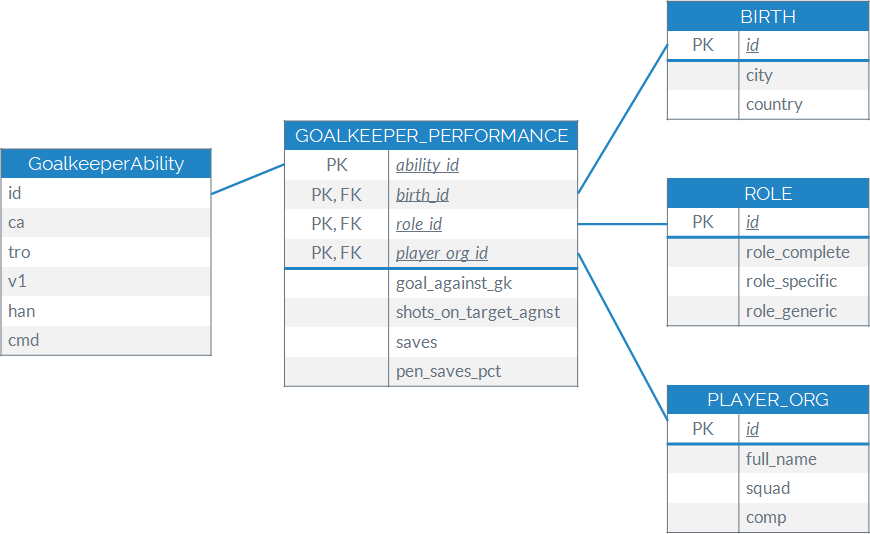 GoalkeeperAbility
id
ca
tro
v1
han
cmd
GOALKEEPER_PERFORMANCE
PK ability_id
PK, FK birth_id
PK, FK role_id
PK, FK player_org_id
goal_against_gk
shots_on_target_agnst
saves
pen_saves_pct
BIRTH
PK id
city
country
ROLE
PK id
role_complete
role_specific
role_generic
PLAYER_ORG
PK id
full_name
squad
comp